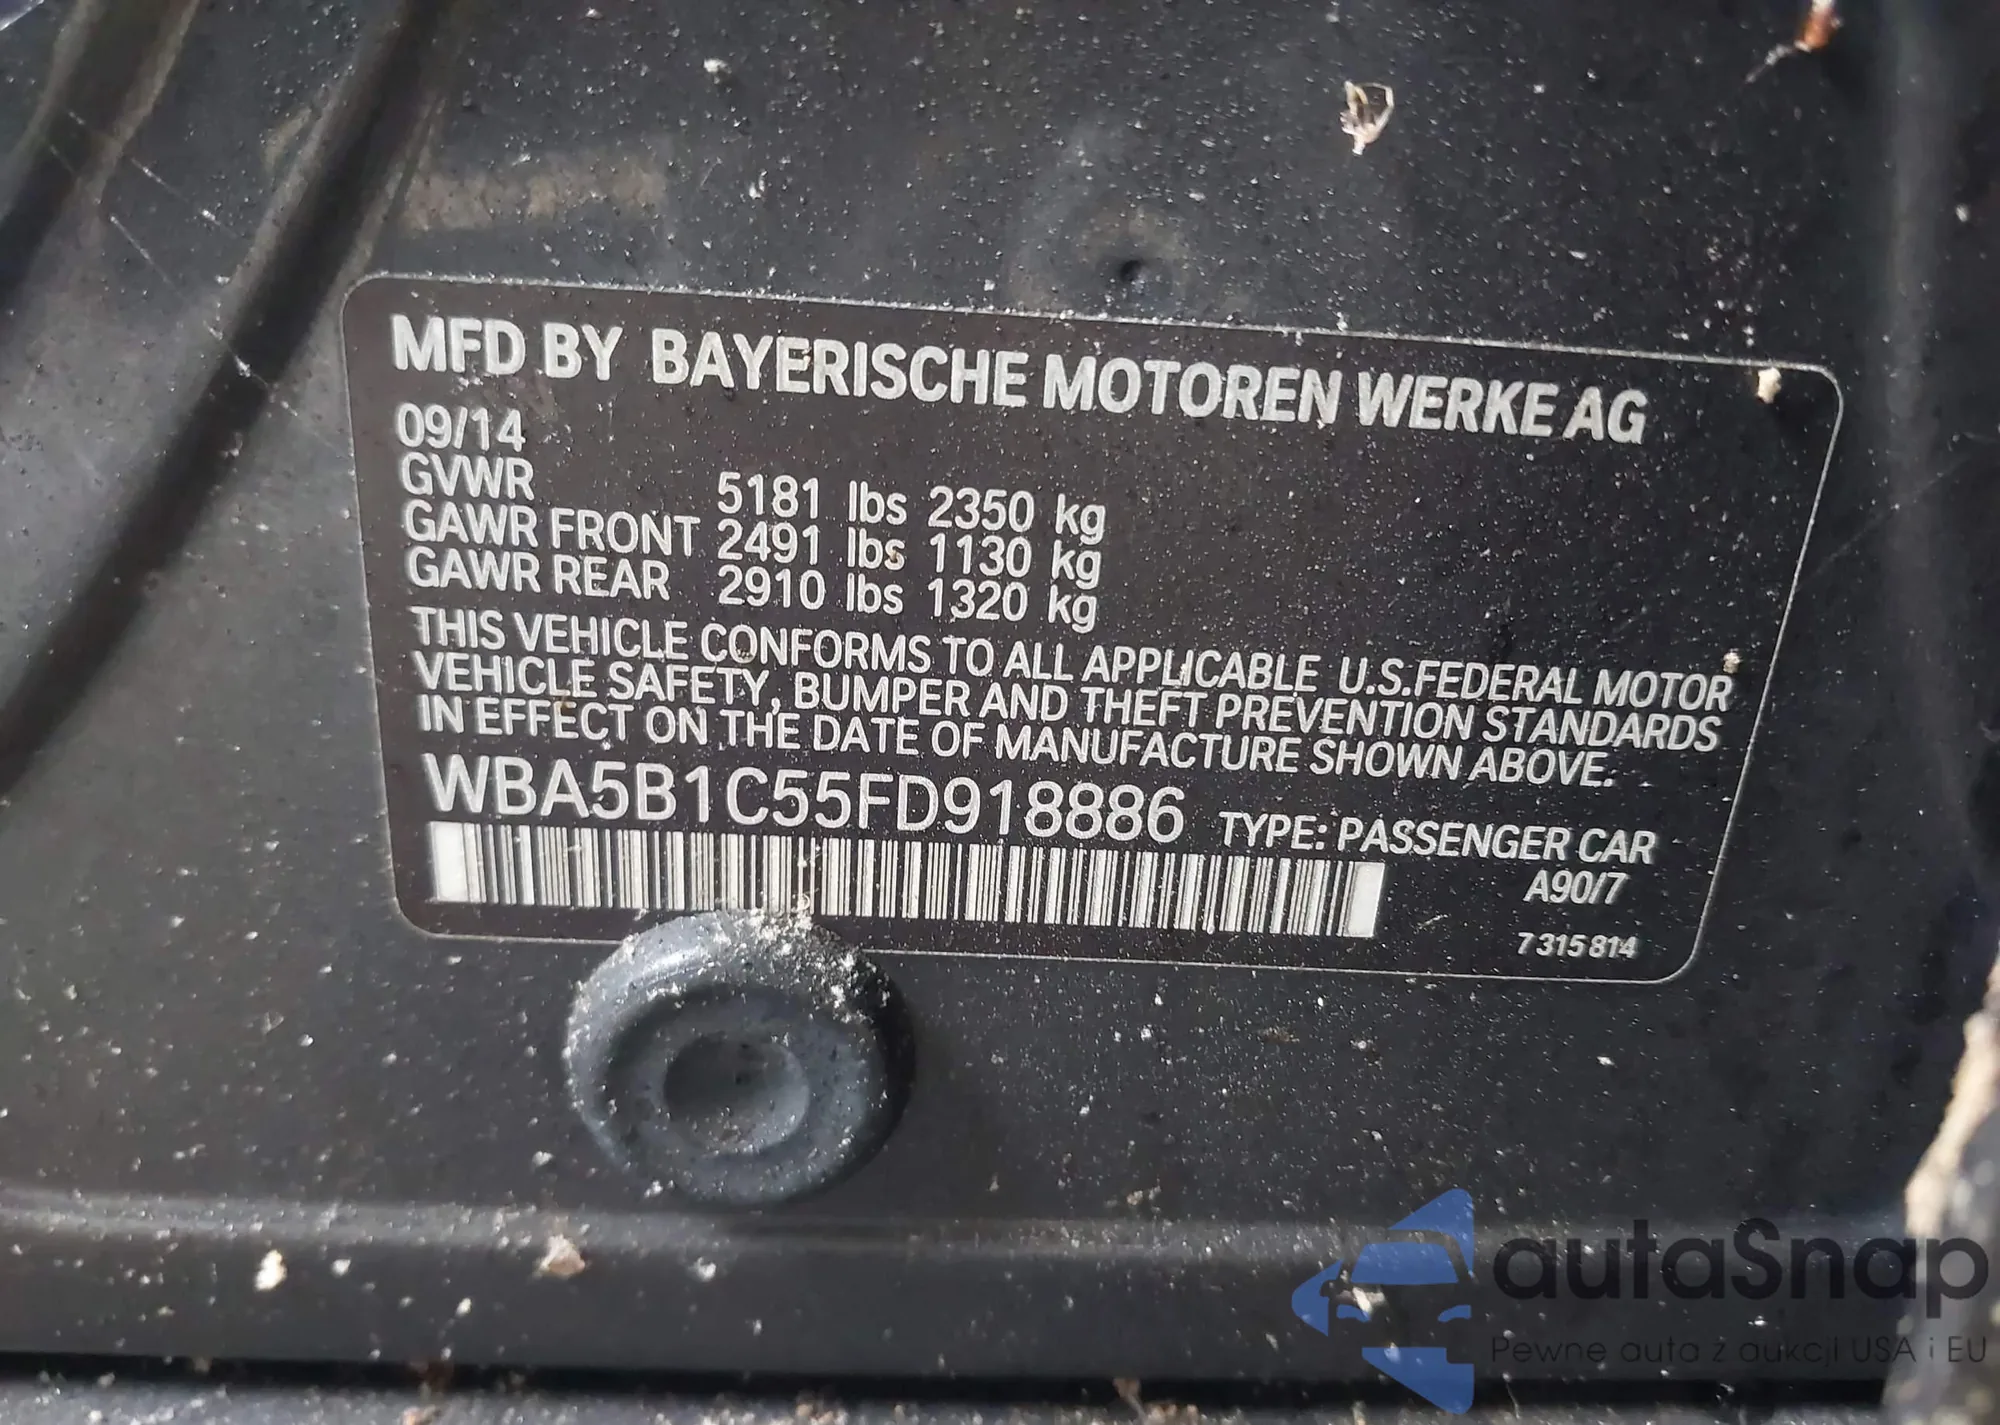 MFD BY BAYERISCHE MOTOREN WERKE AG
09/14
GVWR 5181 lbs 2350 kg
GAWR FRONT 2491 lbs 1130 kg
GAWR REAR 2910 lbs 1320 kg
THIS VEHICLE CONFORMS TO ALL APPLICABLE U.S.FEDERAL MOTOR
VEHICLE SAFETY, BUMPER AND THEFT PREVENTION STANDARDS
IN EFFECT ON THE DATE OF MANUFACTURE SHOWN ABOVE.
WBA5B1C55FD918886 TYPE: PASSENGER CAR
A90/7
7 315 814
autaSnap
Pewne auta z aukcji USA i EU